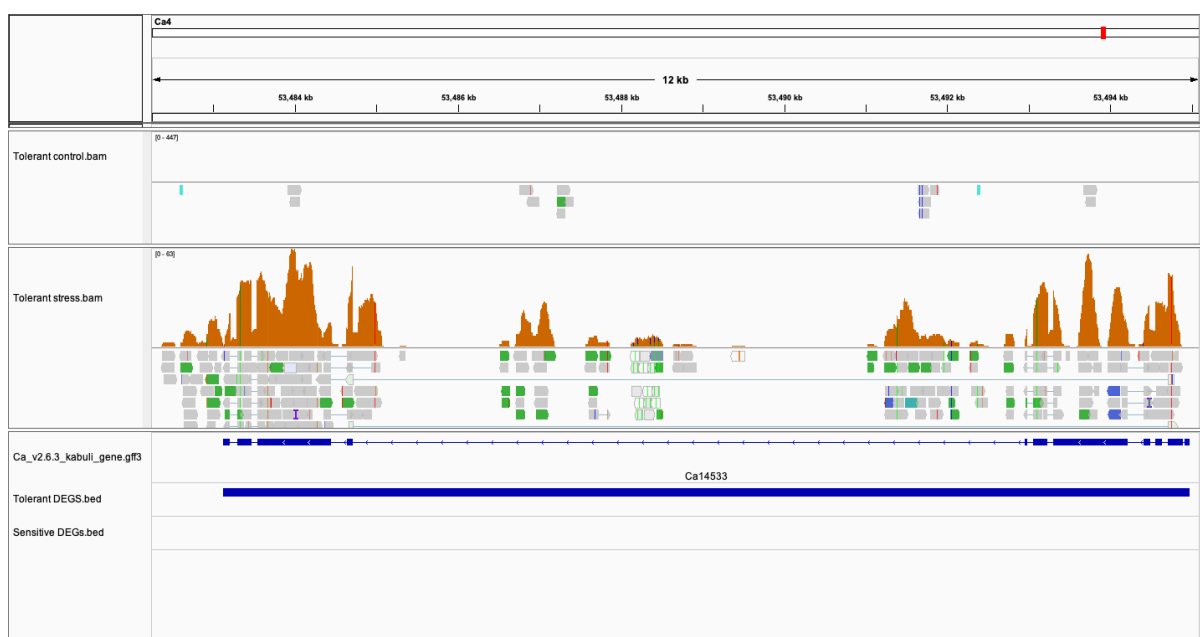 Ca4
12 kb
53,484 kb 53,486 kb 53,488 kb 53,490 kb 53,492 kb 53,494 kb
[0 - 447]
Tolerant control.bam
[0 - 63]
Tolerant stress.bam
Ca_v2.6.3_kabuli_gene.gff3
Ca14533
Tolerant DEGS.bed
Sensitive DEGs.bed